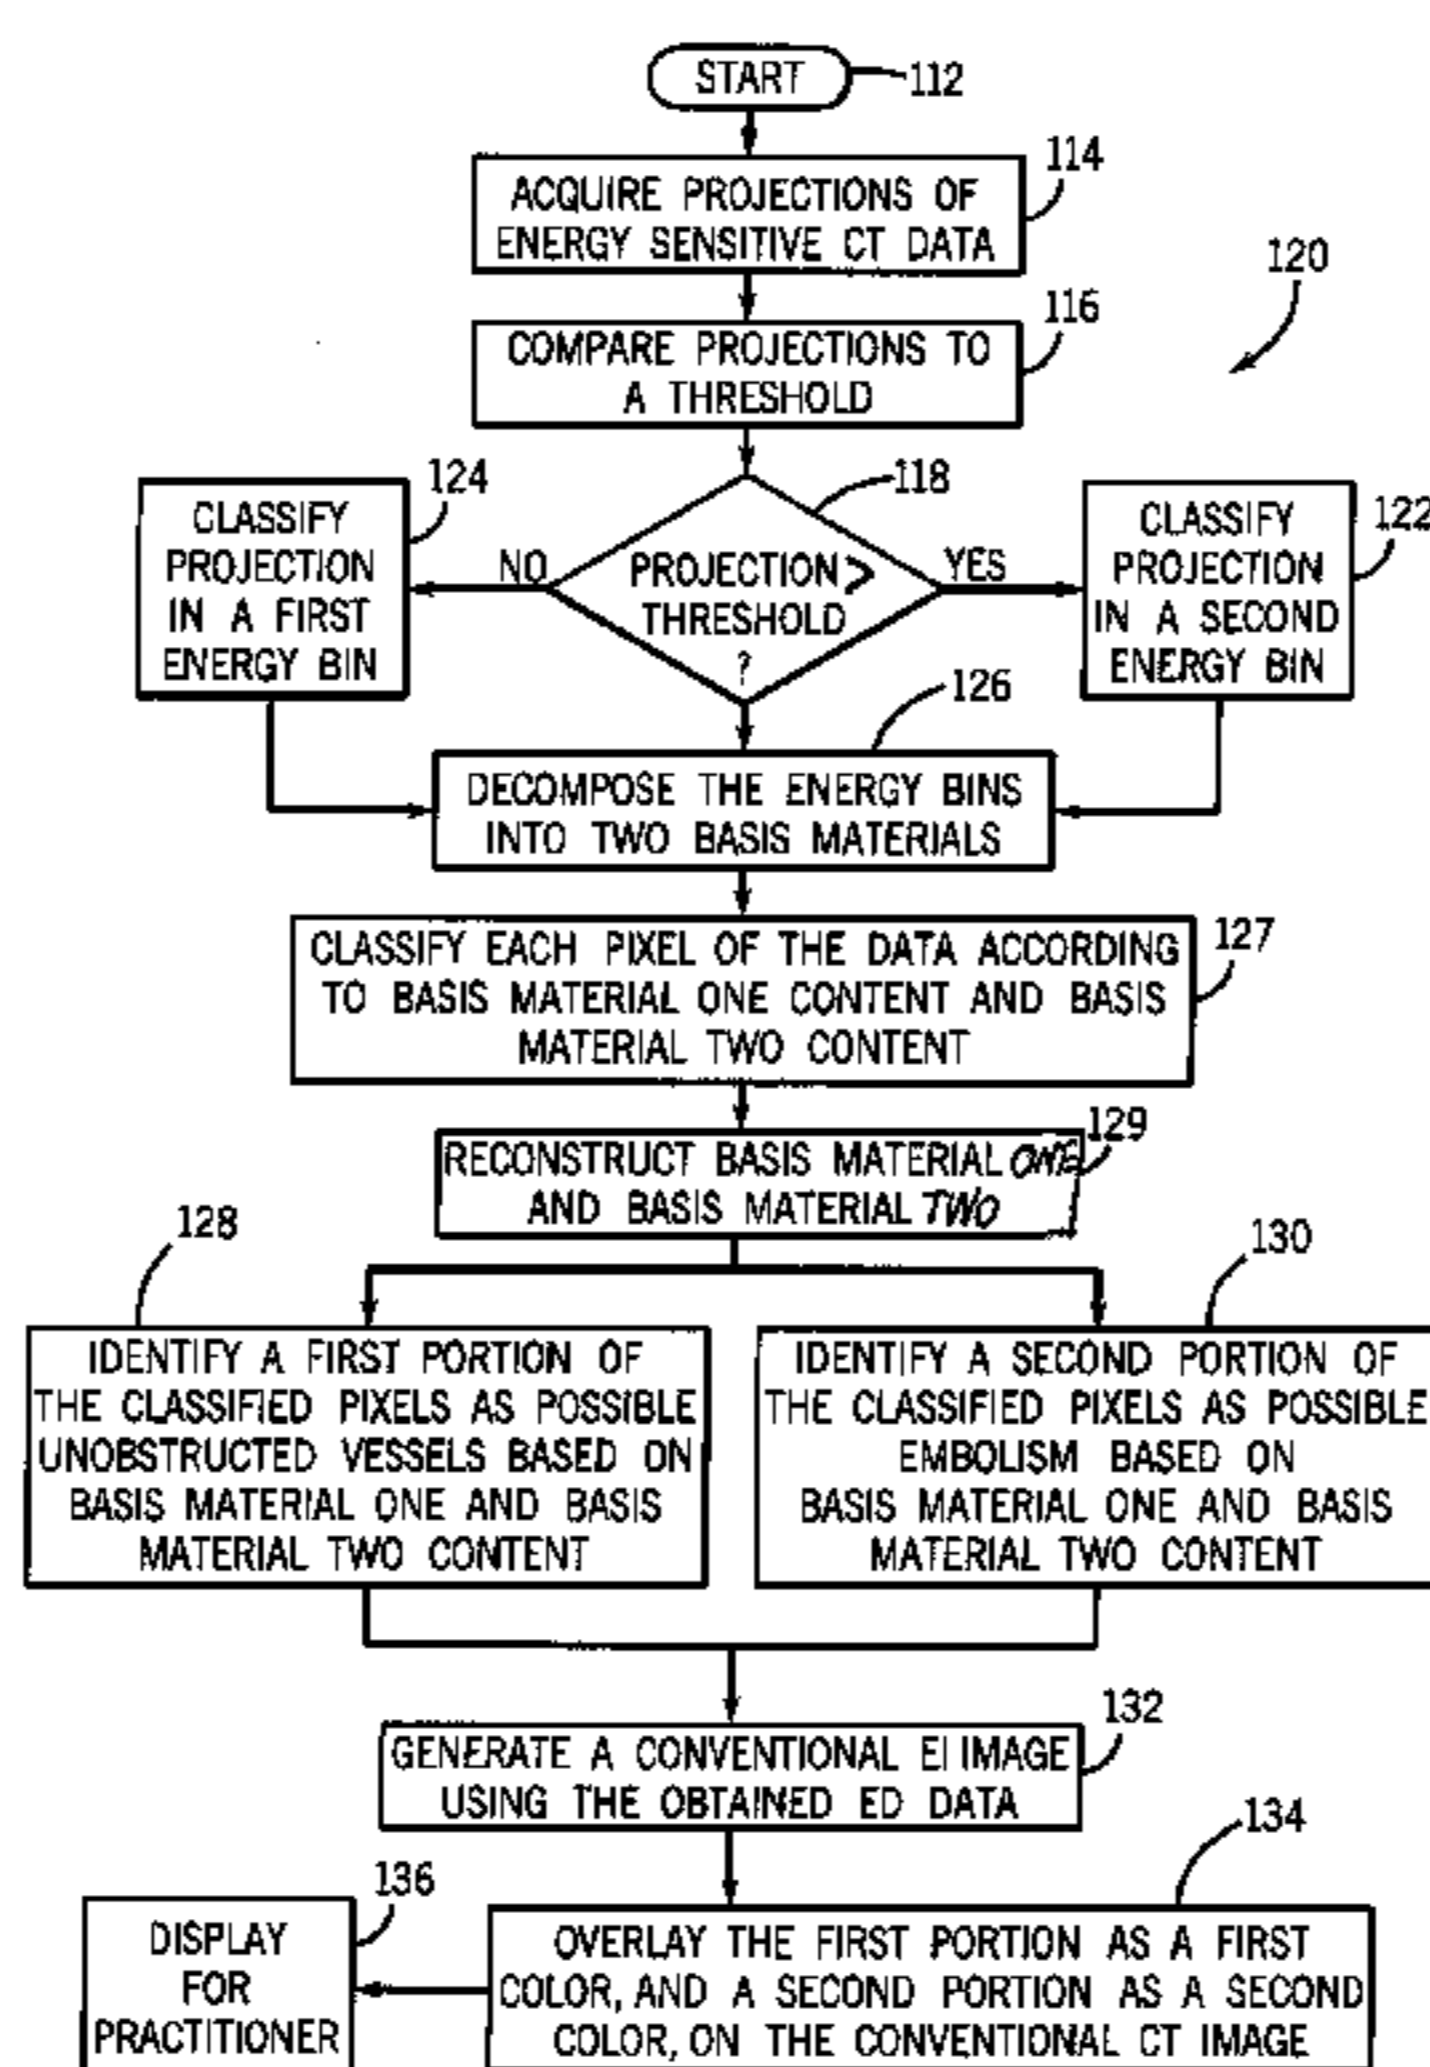 START
112
ACQUIRE PROJECTIONS OF
ENERGY SENSITIVE CT DATA
114
120
COMPARE PROJECTIONS TO
A THRESHOLD
116
124
CLASSIFY
PROJECTION
IN A FIRST
ENERGY BIN
NO
118
PROJECTION >
THRESHOLD
?
YES
122
CLASSIFY
PROJECTION
IN A SECOND
ENERGY BIN
126
DECOMPOSE THE ENERGY BINS
INTO TWO BASIS MATERIALS
127
CLASSIFY EACH PIXEL OF THE DATA ACCORDING
TO BASIS MATERIAL ONE CONTENT AND BASIS
MATERIAL TWO CONTENT
129
RECONSTRUCT BASIS MATERIAL ONE
AND BASIS MATERIAL TWO
128
IDENTIFY A FIRST PORTION OF
THE CLASSIFIED PIXELS AS POSSIBLE
UNOBSTRUCTED VESSELS BASED ON
BASIS MATERIAL ONE AND BASIS
MATERIAL TWO CONTENT
130
IDENTIFY A SECOND PORTION OF
THE CLASSIFIED PIXELS AS POSSIBLE
EMBOLISM BASED ON
BASIS MATERIAL ONE AND BASIS
MATERIAL TWO CONTENT
132
GENERATE A CONVENTIONAL EI IMAGE
USING THE OBTAINED ED DATA
134
OVERLAY THE FIRST PORTION AS A FIRST
COLOR, AND A SECOND PORTION AS A SECOND
COLOR, ON THE CONVENTIONAL CT IMAGE
136
DISPLAY
FOR
PRACTITIONER